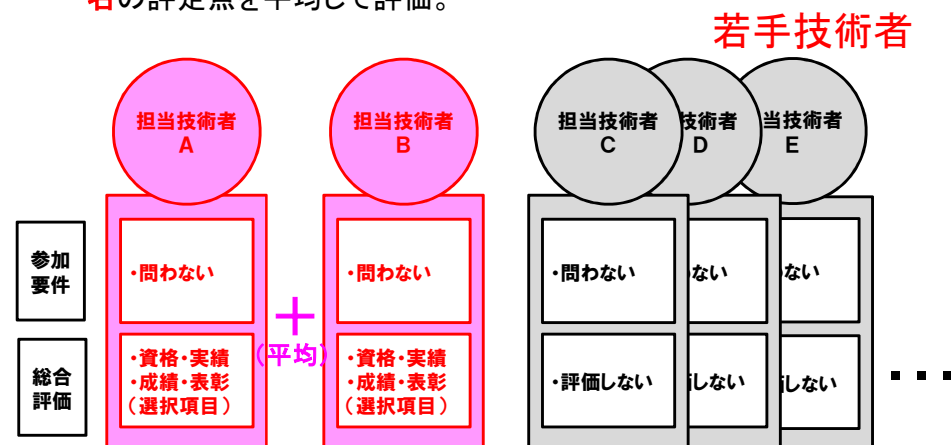 名の評定点を平均して評価。
若手技術者
担当技術者
A
担当技術者
B
担当技術者
C
技術者
D
当技術者
E
参加
要件
・問わない
・問わない
・問わない
ない
ない
+
(平均)
総合
評価
・資格・実績
・成績・表彰
(選択項目)
・資格・実績
・成績・表彰
(選択項目)
・評価しない
しない
しない
▪ ▪ ▪